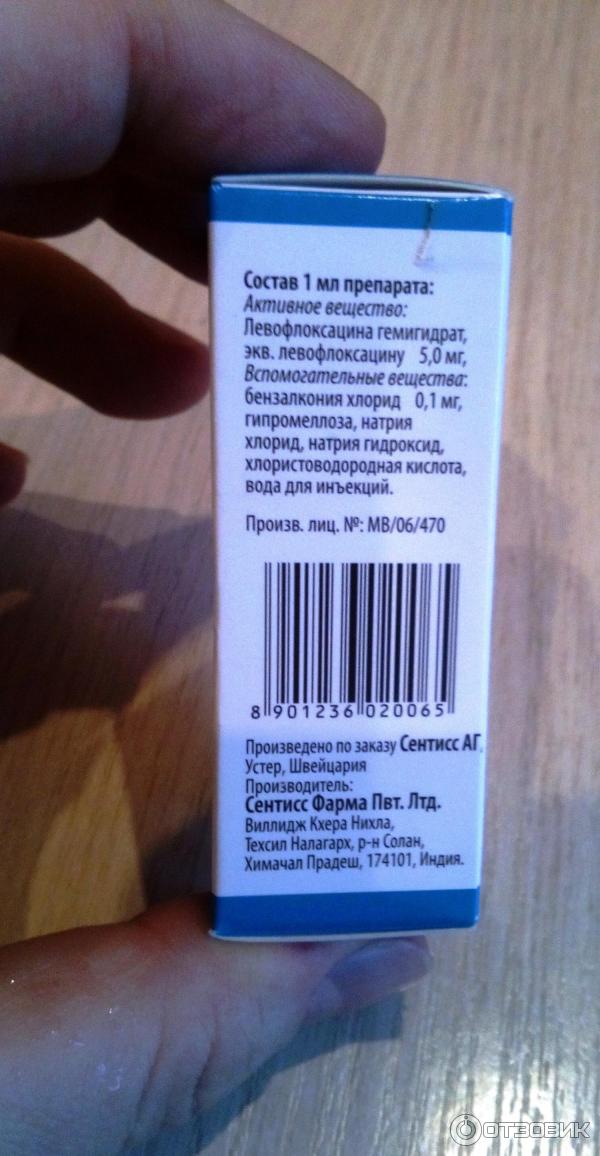 Состав 1 мл препарата:
Активное вещество:
Левофлоксацина гемигидрат,
экв. левофлоксацину 5,0 мг,
Вспомогательные вещества:
бензалкония хлорид 0,1 мг,
гипромеллоза, натрия
хлорид, натрия гидроксид,
хлористоводородная кислота,
вода для инъекций.
Произв. лиц. №: MB/06/470
8 901236 020065
Произведено по заказу Сентисс АГ,
Устер, Швейцария
Производитель:
Сентисс Фарма Пвт. Лтд.
Виллидж Кхера Нихла,
Техсил Налагарх, р-н Солан,
Химачал Прадеш, 174101, Индия.
ОТЗОВИК